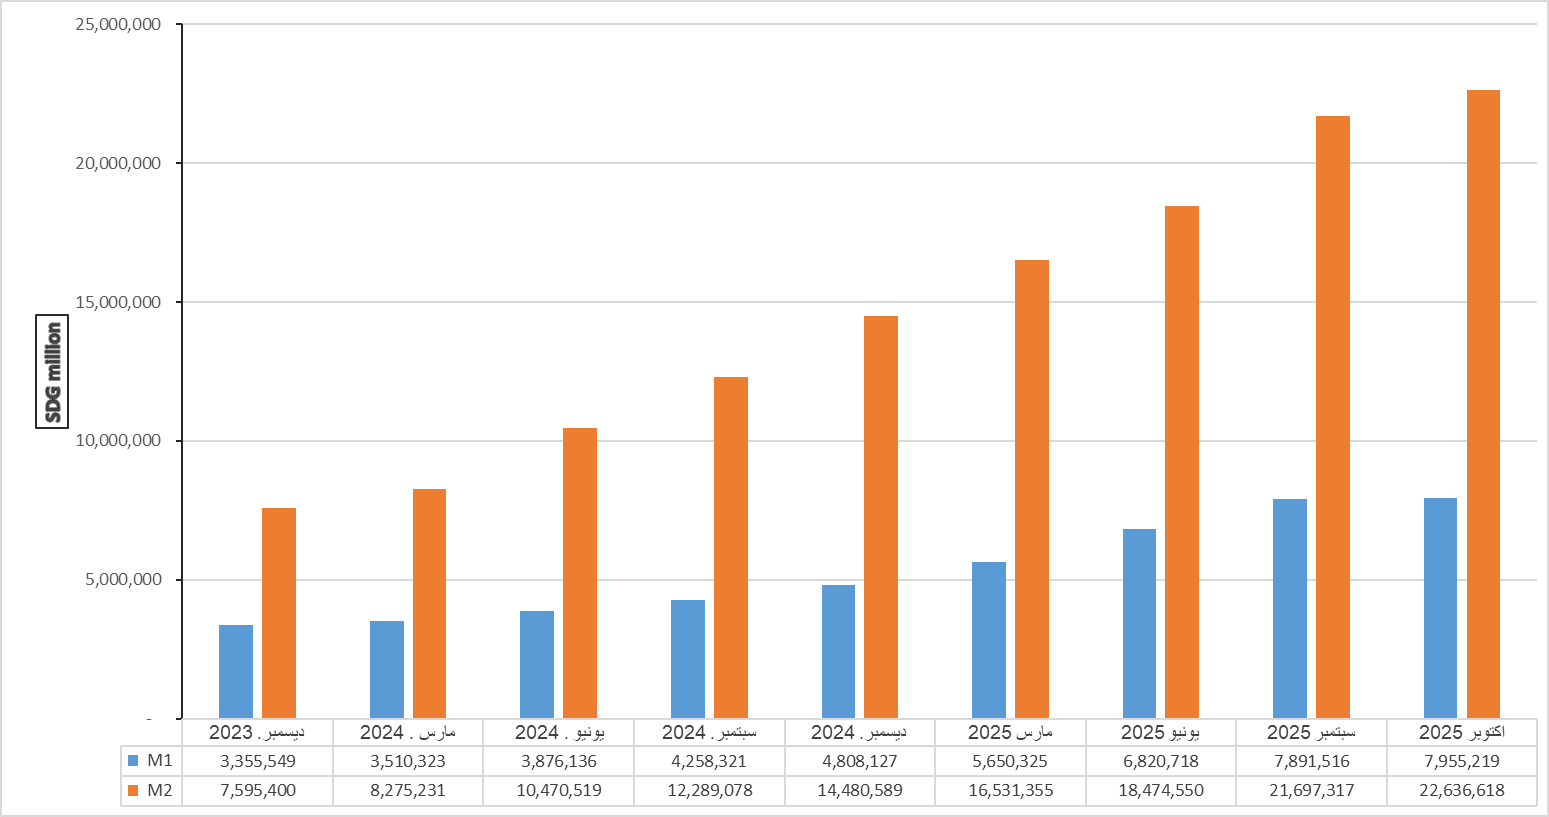 25,000,000
20,000,000
15,000,000
10,000,000
5,000,000
-
SDG million
ديسمبر. 2023 مارس . 2024 يونيو . 2024 سبتمبر. 2024 ديسمبر. 2024 مارس 2025 يونيو 2025 سبتمبر 2025 اكتوبر 2025
M1 3,355,549 3,510,323 3,876,136 4,258,321 4,808,127 5,650,325 6,820,718 7,891,516 7,955,219
M2 7,595,400 8,275,231 10,470,519 12,289,078 14,480,589 16,531,355 18,474,550 21,697,317 22,636,618